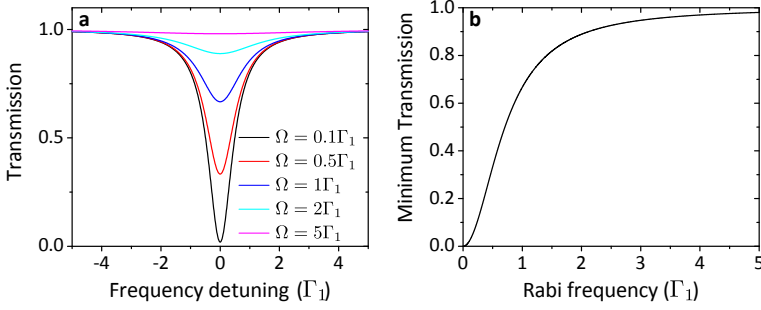 a
1.0
0.5
0.0
Transmission
Ω = 0.1Γ₁
Ω = 0.5Γ₁
Ω = 1Γ₁
Ω = 2Γ₁
Ω = 5Γ₁
-4 -2 0 2 4
Frequency detuning (Γ₁)
b
1.0
0.8
0.6
0.4
0.2
0.0
Minimum Transmission
0 1 2 3 4 5
Rabi frequency (Γ₁)